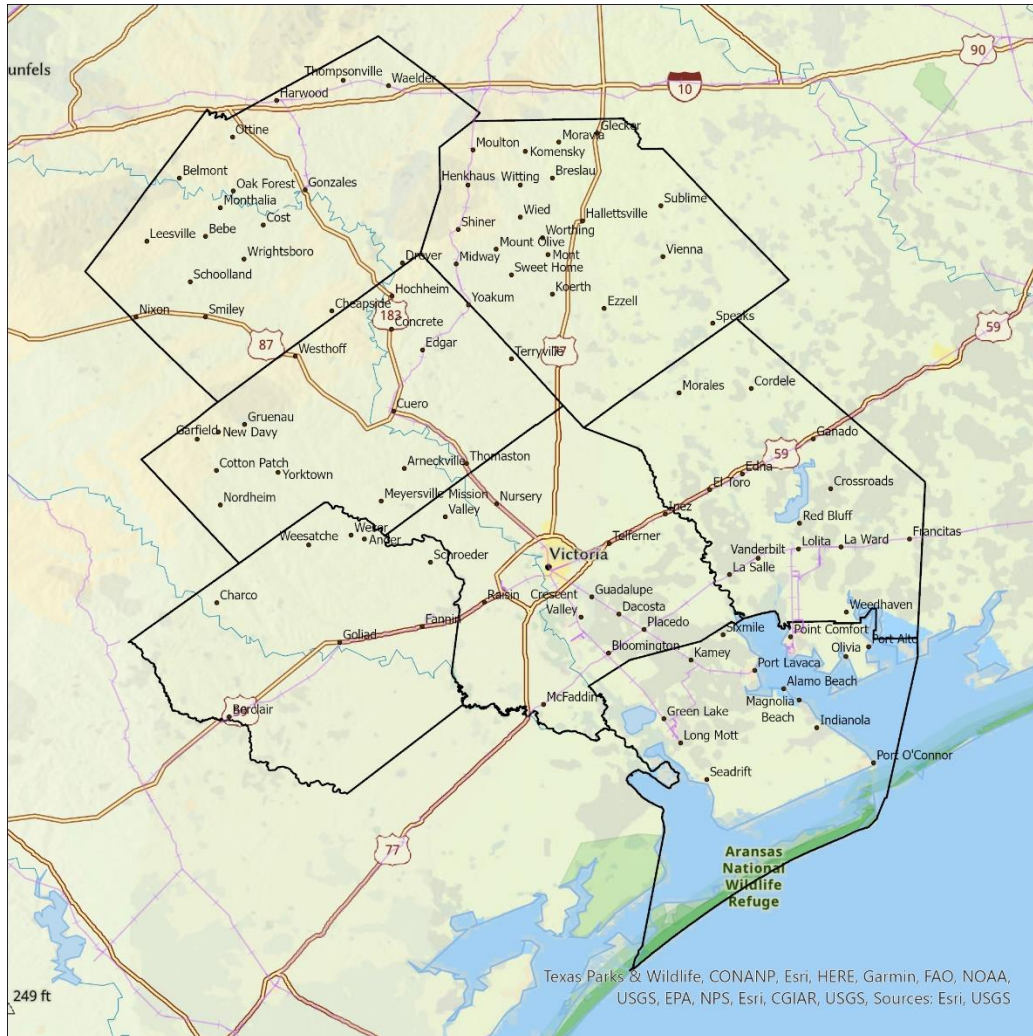 unfels
90
Thompsonville
Waelder
10
Harwood
Ottine
Glecker
Moravia
Moulton
Komensky
Belmont
Henkhaus
Witting
Breslau
Oak Forest
Gonzales
Monthalia
Sublime
Cost
Wied
Hallettsville
Leesville
Bebe
Shiner
Worthing
Mount Olive
Mont
Vienna
Wrightsboro
Dreyer
Midway
Sweet Home
Schoolland
Hochheim
Koerth
Yoakum
Ezzell
Nixon
Smiley
Cheapside
183
Concrete
Speaks
59
87
Westhoff
Edgar
Terryville
77
Morales
Cordele
Cuero
Gruenau
Garfield
New Davy
Ganado
Cotton Patch
Yorktown
Arneckville
Thomaston
59
Edna
El Toro
Crossroads
Nordheim
Meyersville
Mission
Valley
Nursery
Inez
Red Bluff
Weesatche
Weser
Ander
Schroeder
Telferner
Victoria
Vanderbilt
Lolita
La Ward
Francitas
La Salle
Charco
Raisin
Crescent
Valley
Guadalupe
Dacosta
Weedhaven
Fannin
Placedo
Goliad
Sixmile
Point Comfort
Port Alto
Bloomington
Kamey
Olivia
Port Lavaca
Alamo Beach
Magnolia
Beach
McFaddin
Berclair
Green Lake
Indianola
Long Mott
Port O'Connor
Seadrift
77
Aransas
National
Wildlife
Refuge
249 ft
Texas Parks & Wildlife, CONANP, Esri, HERE, Garmin, FAO, NOAA,
USGS, EPA, NPS, Esri, CGIAR, USGS, Sources: Esri, USGS